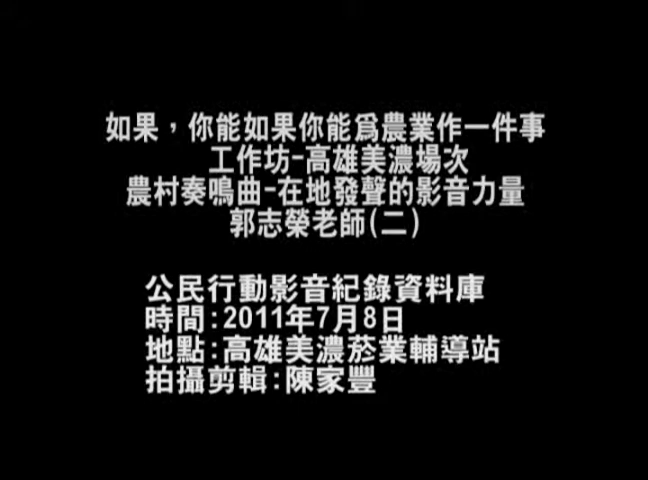 如果，你能如果你能為農業作一件事
工作坊-高雄美濃場次
農村奏鳴曲-在地發聲的影音力量
郭志榮老師(二)
公民行動影音紀錄資料庫
時間:2011年7月8日
地點:高雄美濃菸業輔導站
拍攝剪輯:陳家豐